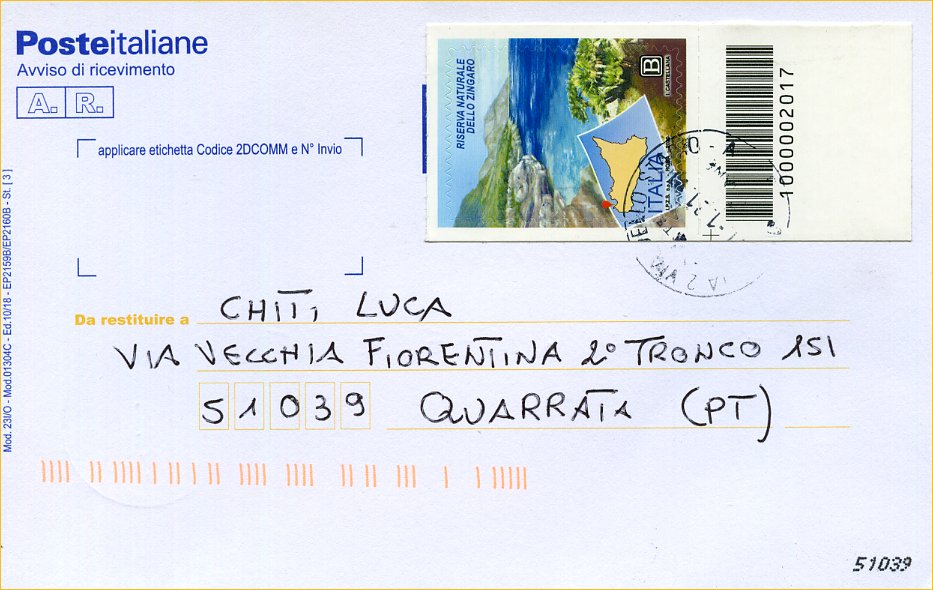 Posteitaliane
Avviso di ricevimento
A. R.
applicare etichetta Codice 2DCOMM e N° Invio
RISERVA NATURALE
DELLO ZINGARO
B
I. CASTELLANA
ITALIA
1000002017
Da restituire a CHITI, LUCA
VIA VECCHIA FIORENTINA 2° TRONCO 151
51039 QUARRATA (PT)
Mod. 23I/O - Mod.01304C - Ed.10/18 - EP2159B/EP2160B - St. [ 3 ]
51039